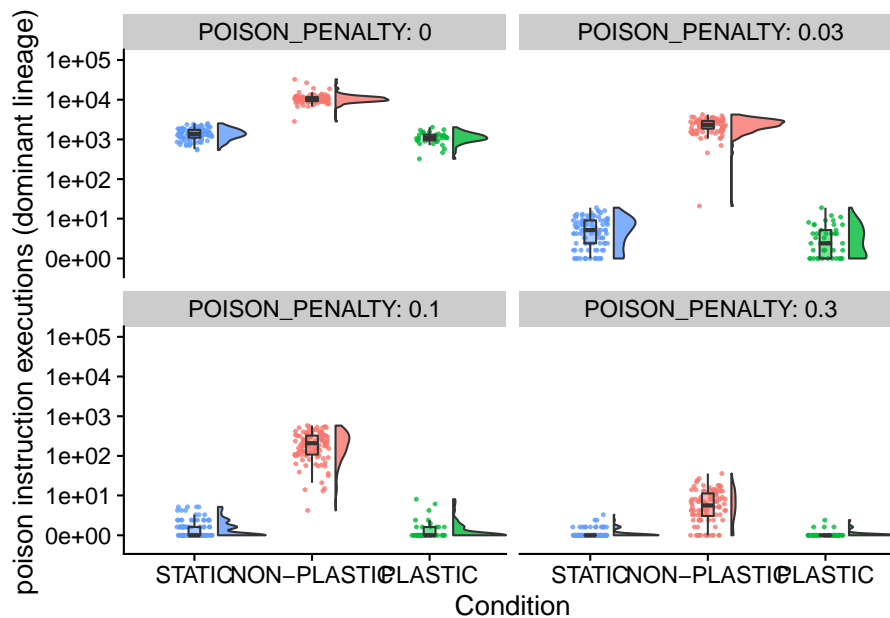 poison instruction executions (dominant lineage)
POISON_PENALTY: 0
POISON_PENALTY: 0.03
1e+05
1e+04
1e+03
1e+02
1e+01
0e+00
POISON_PENALTY: 0.1
POISON_PENALTY: 0.3
1e+05
1e+04
1e+03
1e+02
1e+01
0e+00
STATIC NON−PLASTIC PLASTIC
STATIC NON−PLASTIC PLASTIC
Condition